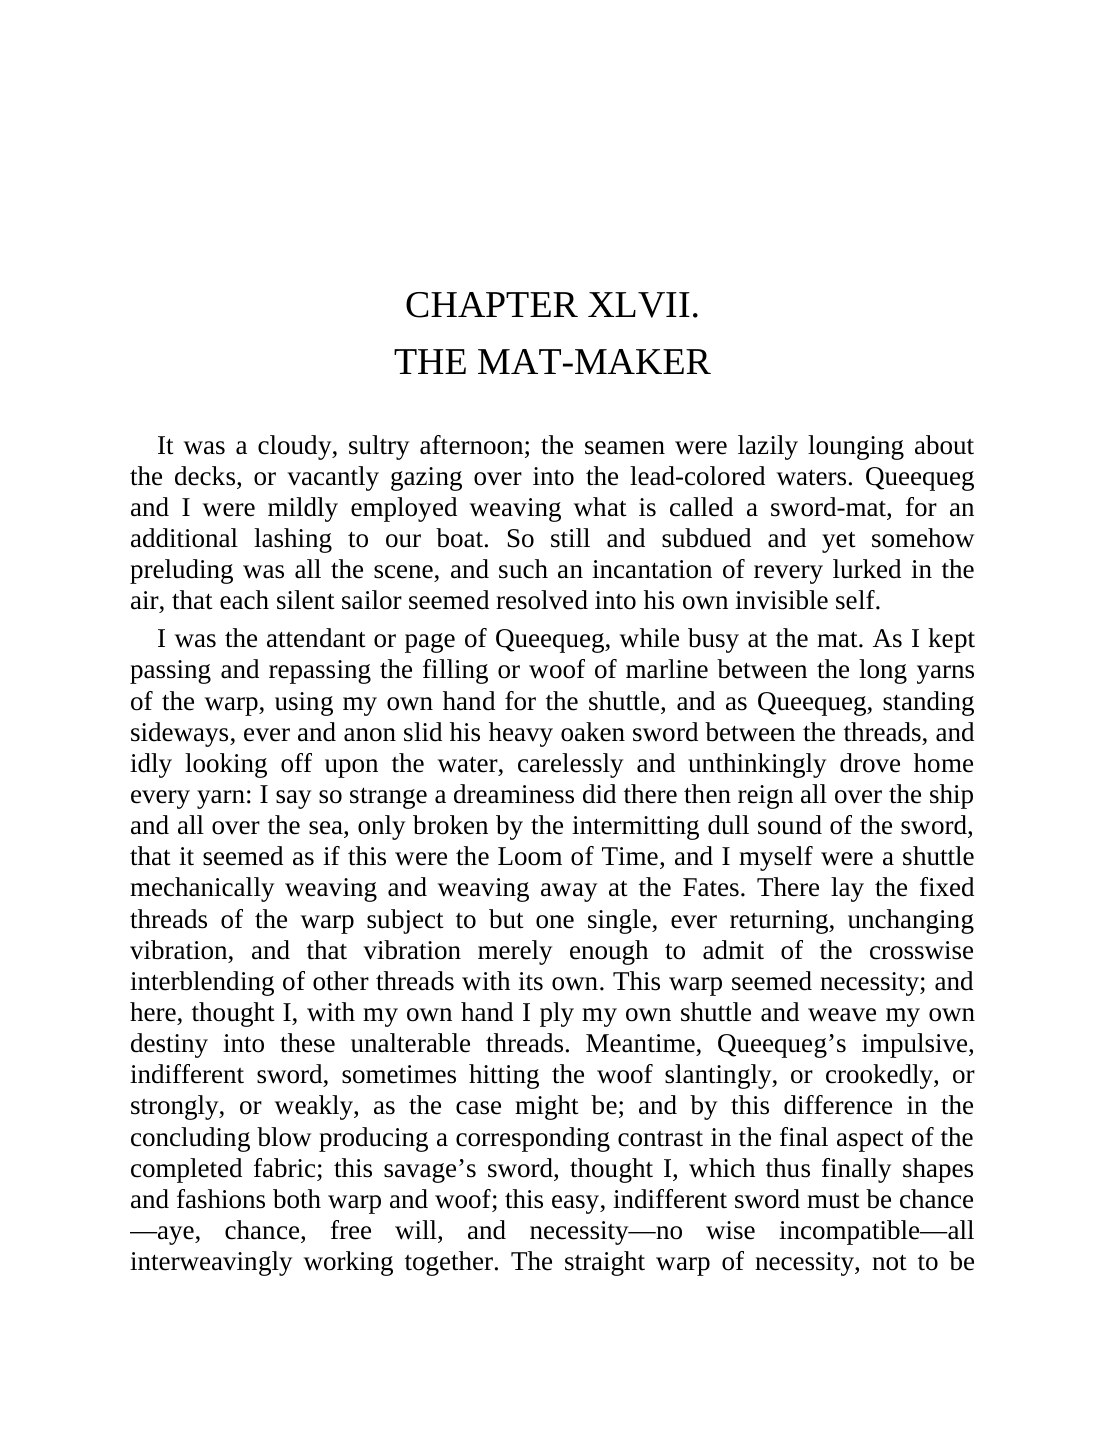 CHAPTER XLVII.
THE MAT-MAKER
It was a cloudy, sultry afternoon; the seamen were lazily lounging about
the decks, or vacantly gazing over into the lead-colored waters. Queequeg
and I were mildly employed weaving what is called a sword-mat, for an
additional lashing to our boat. So still and subdued and yet somehow
preluding was all the scene, and such an incantation of revery lurked in the
air, that each silent sailor seemed resolved into his own invisible self.
I was the attendant or page of Queequeg, while busy at the mat. As I kept
passing and repassing the filling or woof of marline between the long yarns
of the warp, using my own hand for the shuttle, and as Queequeg, standing
sideways, ever and anon slid his heavy oaken sword between the threads, and
idly looking off upon the water, carelessly and unthinkingly drove home
every yarn: I say so strange a dreaminess did there then reign all over the ship
and all over the sea, only broken by the intermitting dull sound of the sword,
that it seemed as if this were the Loom of Time, and I myself were a shuttle
mechanically weaving and weaving away at the Fates. There lay the fixed
threads of the warp subject to but one single, ever returning, unchanging
vibration, and that vibration merely enough to admit of the crosswise
interblending of other threads with its own. This warp seemed necessity; and
here, thought I, with my own hand I ply my own shuttle and weave my own
destiny into these unalterable threads. Meantime, Queequeg’s impulsive,
indifferent sword, sometimes hitting the woof slantingly, or crookedly, or
strongly, or weakly, as the case might be; and by this difference in the
concluding blow producing a corresponding contrast in the final aspect of the
completed fabric; this savage’s sword, thought I, which thus finally shapes
and fashions both warp and woof; this easy, indifferent sword must be chance
—aye, chance, free will, and necessity—no wise incompatible—all
interweavingly working together. The straight warp of necessity, not to be